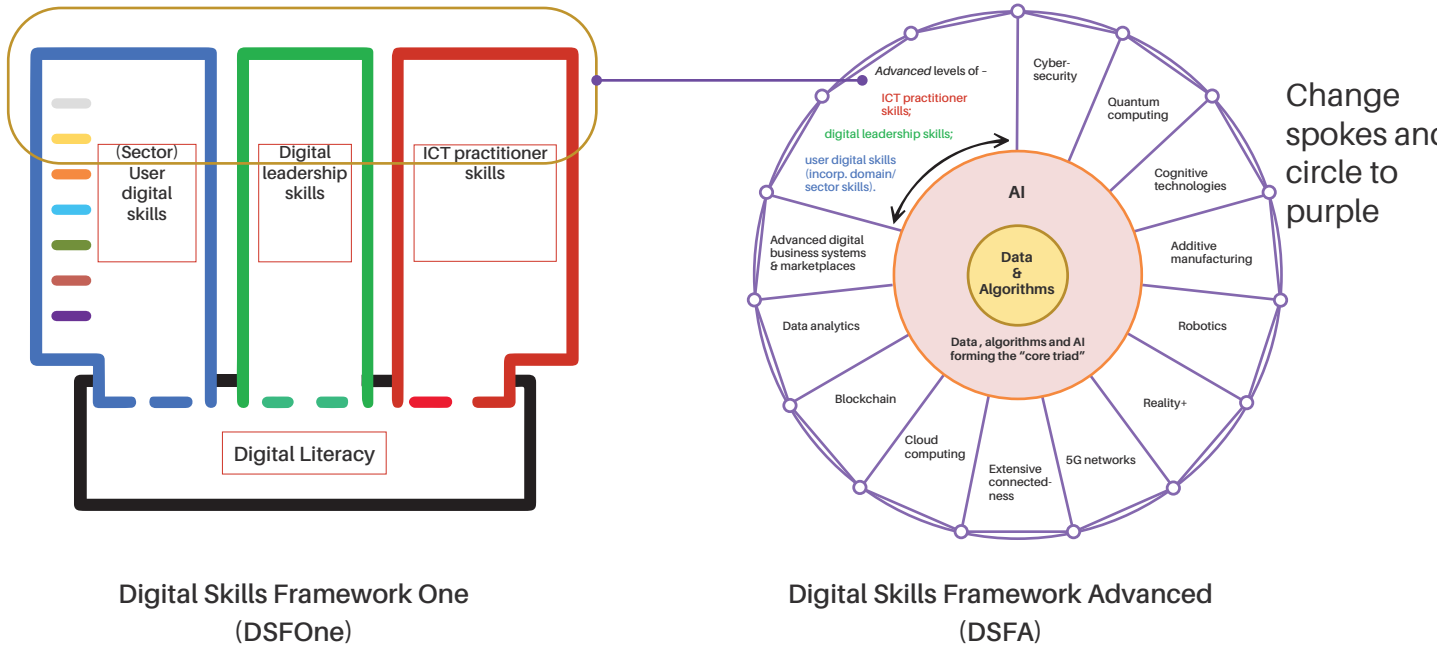 (Sector)
User
digital
skills
Digital
leadership
skills
ICT practitioner
skills
Digital Literacy
Digital Skills Framework One
(DSFOne)
Advanced levels of –
ICT practitioner
skills;
digital leadership skills;
user digital skills
(incorp. domain/
sector skills).
Cyber-
security
Quantum
computing
Cognitive
technologies
Additive
manufacturing
Robotics
Reality+
5G networks
Extensive
connected-
ness
Cloud
computing
Blockchain
Data analytics
Advanced digital
business systems
& marketplaces
AI
Data
&
Algorithms
Data , algorithms and AI
forming the “core triad”
Digital Skills Framework Advanced
(DSFA)
Change
spokes and
circle to
purple